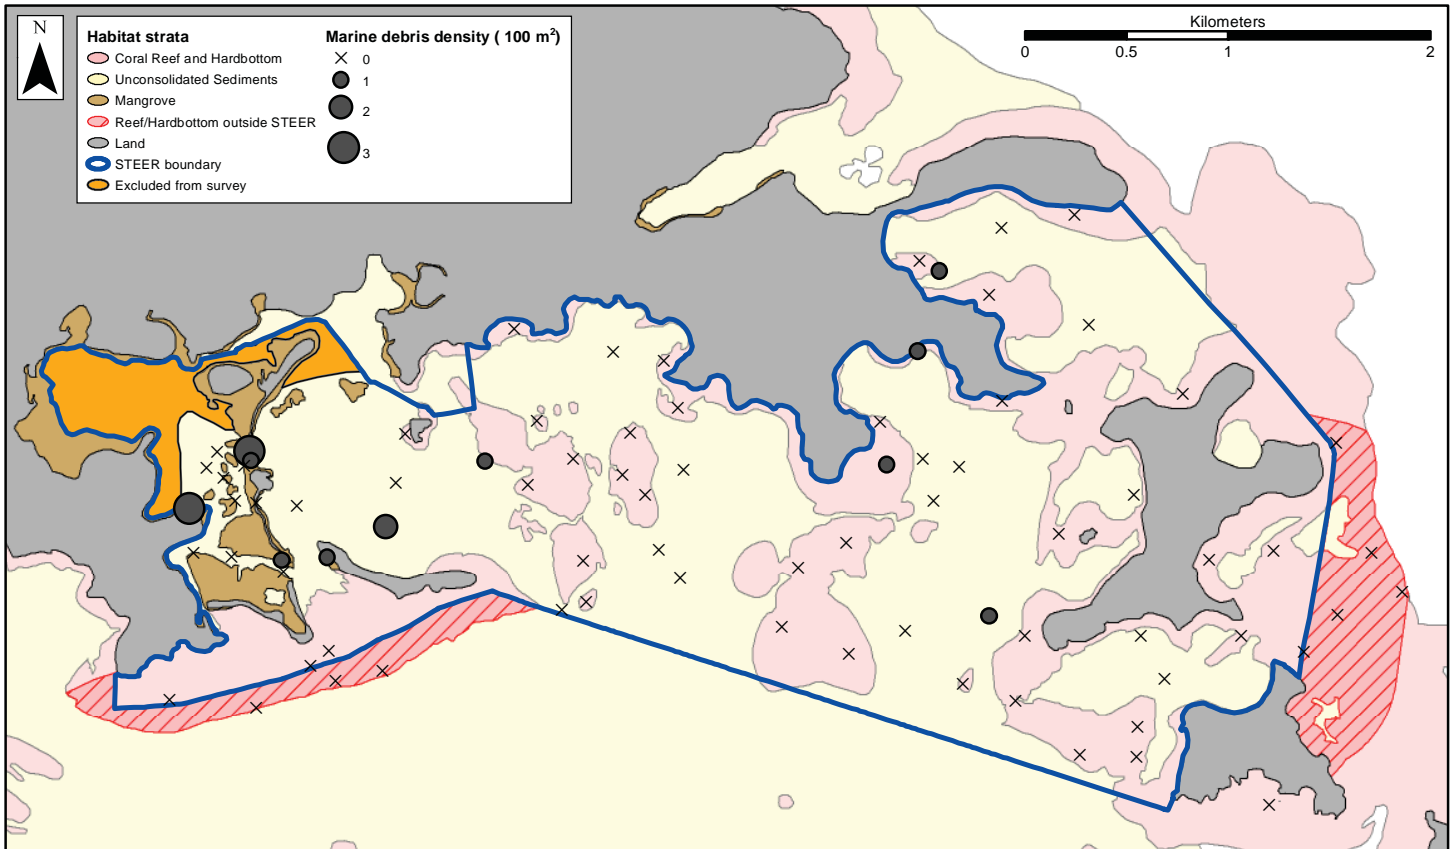 N
Habitat strata
Coral Reef and Hardbottom
Unconsolidated Sediments
Mangrove
Reef/Hardbottom outside STEER
Land
STEER boundary
Excluded from survey
Marine debris density ( 100 m²)
0
1
2
3
Kilometers
0 0.5 1 2